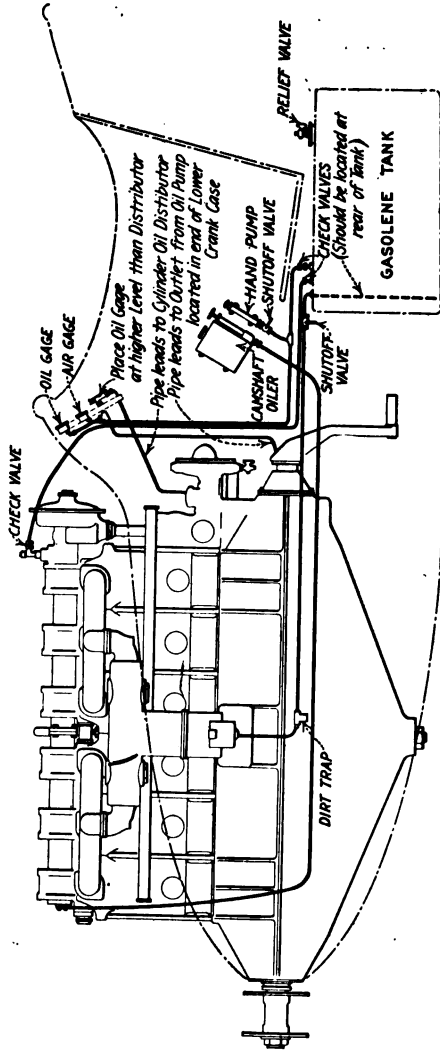 CHECK VALVE
OIL GAGE
AIR GAGE
Place Oil Gage
at higher Level than Distributor
Pipe leads to Cylinder Oil Distributor
Pipe leads to Outlet from Oil Pump
located in end of Lower
Crank Case
HAND PUMP
SHUTOFF VALVE
CAMSHAFT
OILER
RELIEF VALVE
CHECK VALVES
(Should be located at
rear of Tank)
GASOLENE TANK
SHUTOFF
VALVE
DIRT TRAP